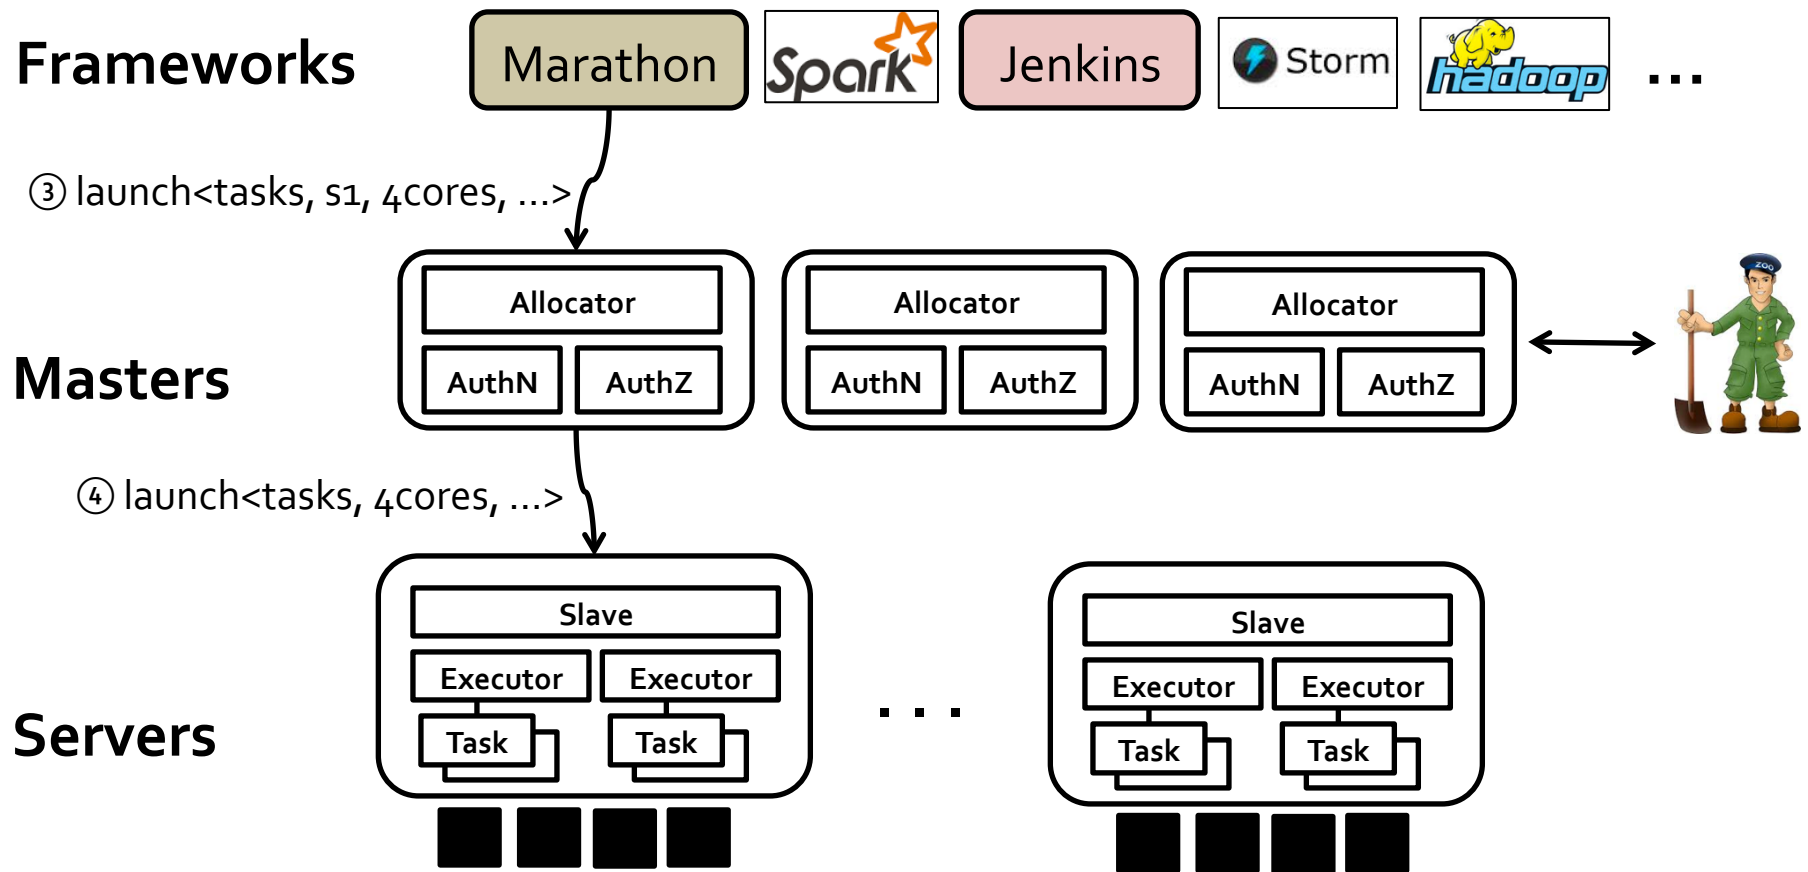 Frameworks
Marathon
Spark
Jenkins
Storm
hadoop
...
③ launch<tasks, s1, 4cores, ...>
Masters
Allocator
AuthN
AuthZ
Allocator
AuthN
AuthZ
Allocator
AuthN
AuthZ
ZOO
④ launch<tasks, 4cores, ...>
Servers
Slave
Executor
Executor
Task
Task
...
Slave
Executor
Executor
Task
Task